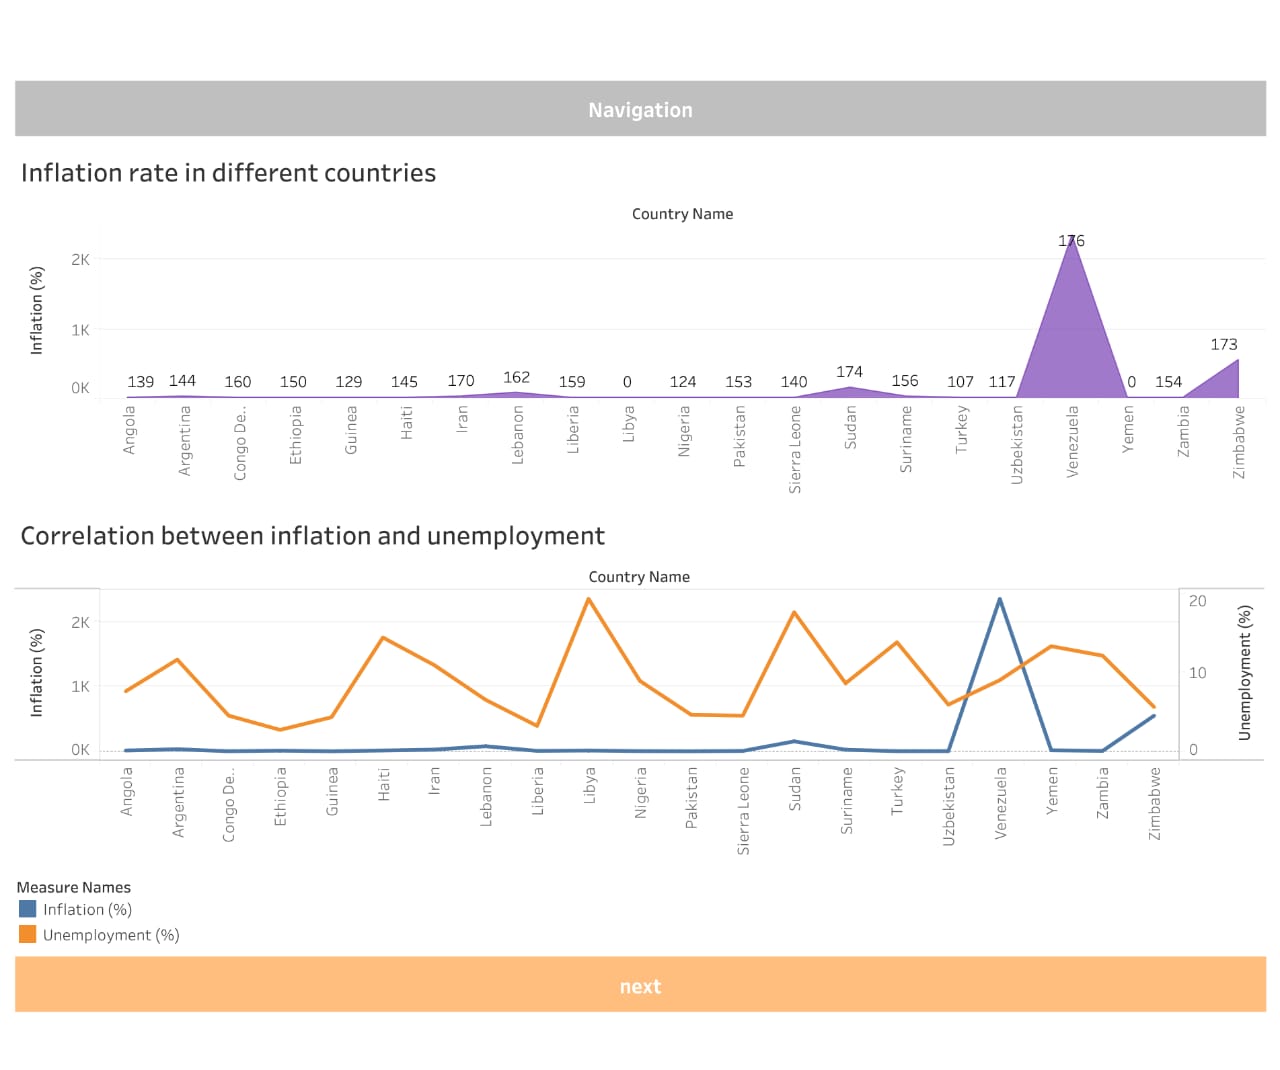 Navigation
Inflation rate in different countries
Country Name
Inflation (%)
2K
1K
0K
139 144 160 150 129 145 170 162 159 0 124 153 140 174 156 107 117 176 0 154 173
Angola Argentina Congo De.. Ethiopia Guinea Haiti Iran Lebanon Liberia Libya Nigeria Pakistan Sierra Leone Sudan Suriname Turkey Uzbekistan Venezuela Yemen Zambia Zimbabwe
Correlation between inflation and unemployment
Country Name
Inflation (%)
2K
1K
0K
20
10
0
Unemployment (%)
Angola Argentina Congo De.. Ethiopia Guinea Haiti Iran Lebanon Liberia Libya Nigeria Pakistan Sierra Leone Sudan Suriname Turkey Uzbekistan Venezuela Yemen Zambia Zimbabwe
Measure Names
Inflation (%)
Unemployment (%)
next